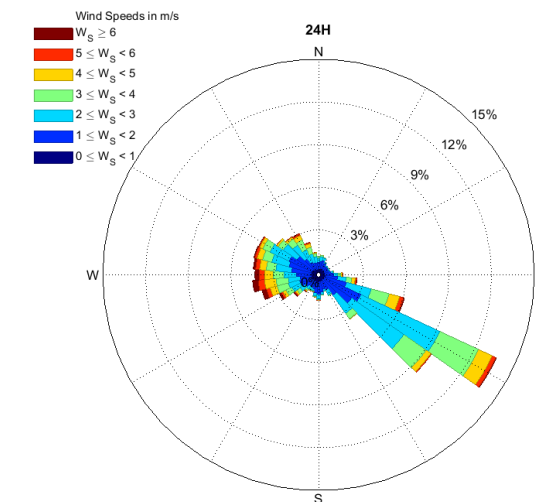 Wind Speeds in m/s
W_S ≥ 6
5 ≤ W_S < 6
4 ≤ W_S < 5
3 ≤ W_S < 4
2 ≤ W_S < 3
1 ≤ W_S < 2
0 ≤ W_S < 1
24H
N
15%
12%
9%
6%
3%
W
0%
S